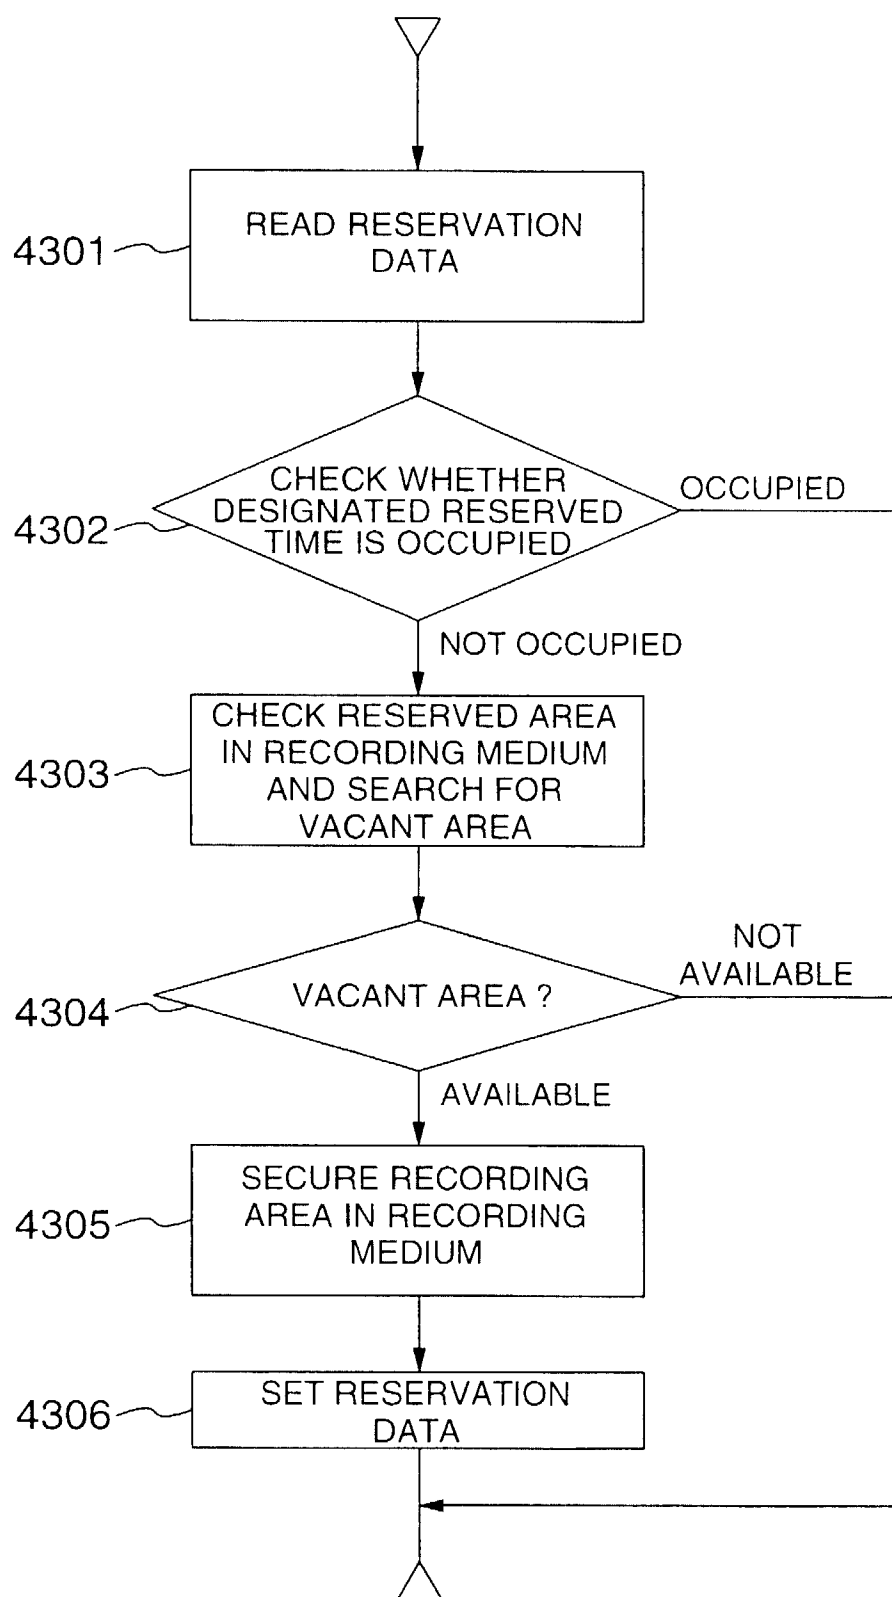 READ RESERVATION
DATA
4301
CHECK WHETHER
DESIGNATED RESERVED
TIME IS OCCUPIED
4302
OCCUPIED
NOT OCCUPIED
CHECK RESERVED AREA
IN RECORDING MEDIUM
AND SEARCH FOR
VACANT AREA
4303
VACANT AREA ?
4304
NOT
AVAILABLE
AVAILABLE
SECURE RECORDING
AREA IN RECORDING
MEDIUM
4305
SET RESERVATION
DATA
4306